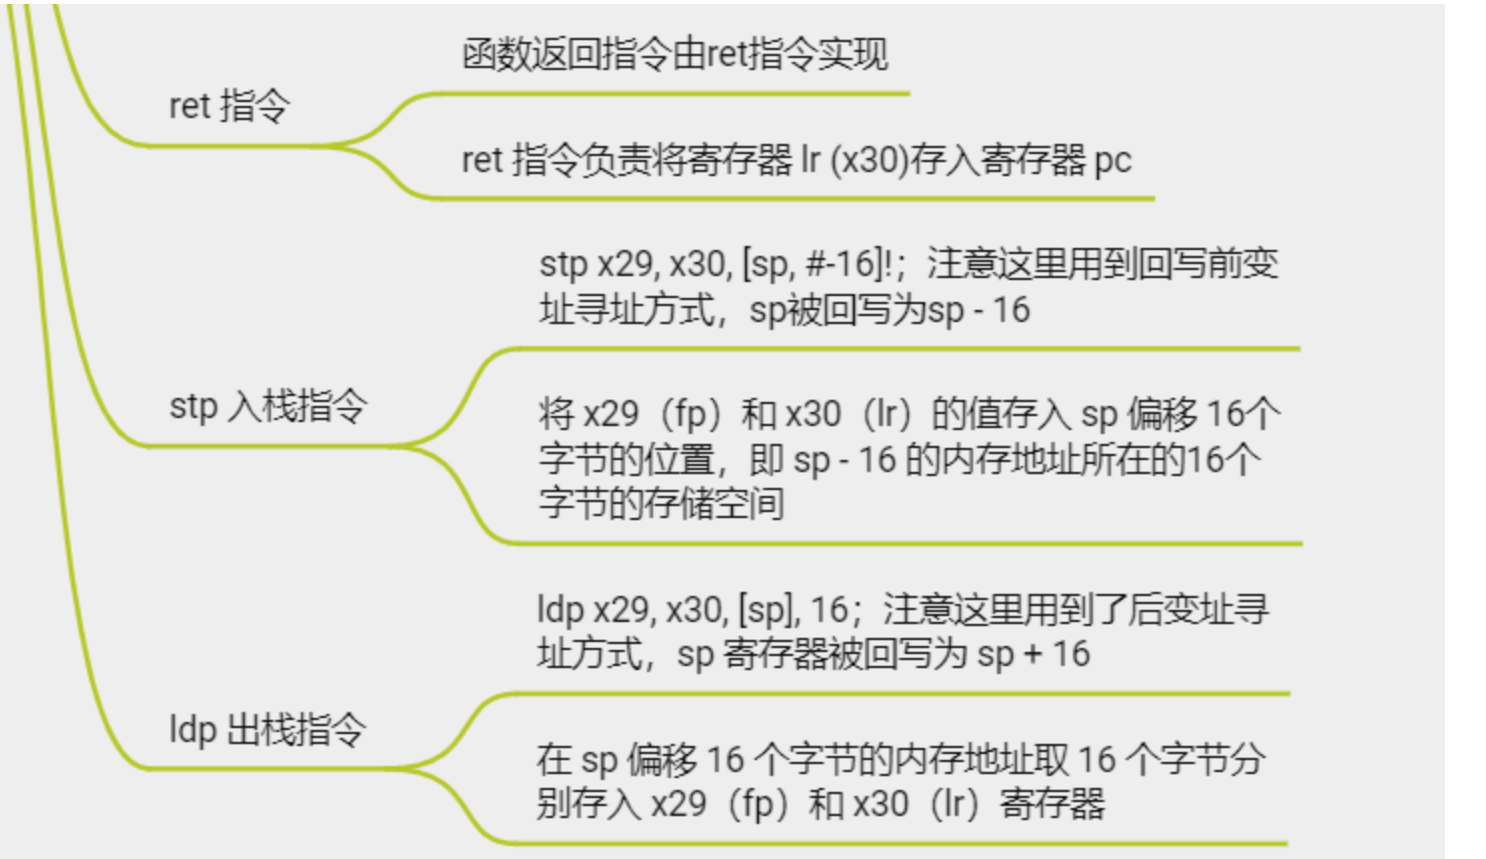 函数返回指令由ret指令实现
ret 指令
ret 指令负责将寄存器 lr (x30)存入寄存器 pc
stp x29, x30, [sp, #-16]!；注意这里用到回写前变
址寻址方式，sp被回写为sp - 16
stp 入栈指令
将 x29（fp）和 x30（lr）的值存入 sp 偏移 16个
字节的位置，即 sp - 16 的内存地址所在的16个
字节的存储空间
ldp x29, x30, [sp], 16；注意这里用到了后变址寻
址方式，sp 寄存器被回写为 sp + 16
ldp 出栈指令
在 sp 偏移 16 个字节的内存地址取 16 个字节分
别存入 x29（fp）和 x30（lr）寄存器